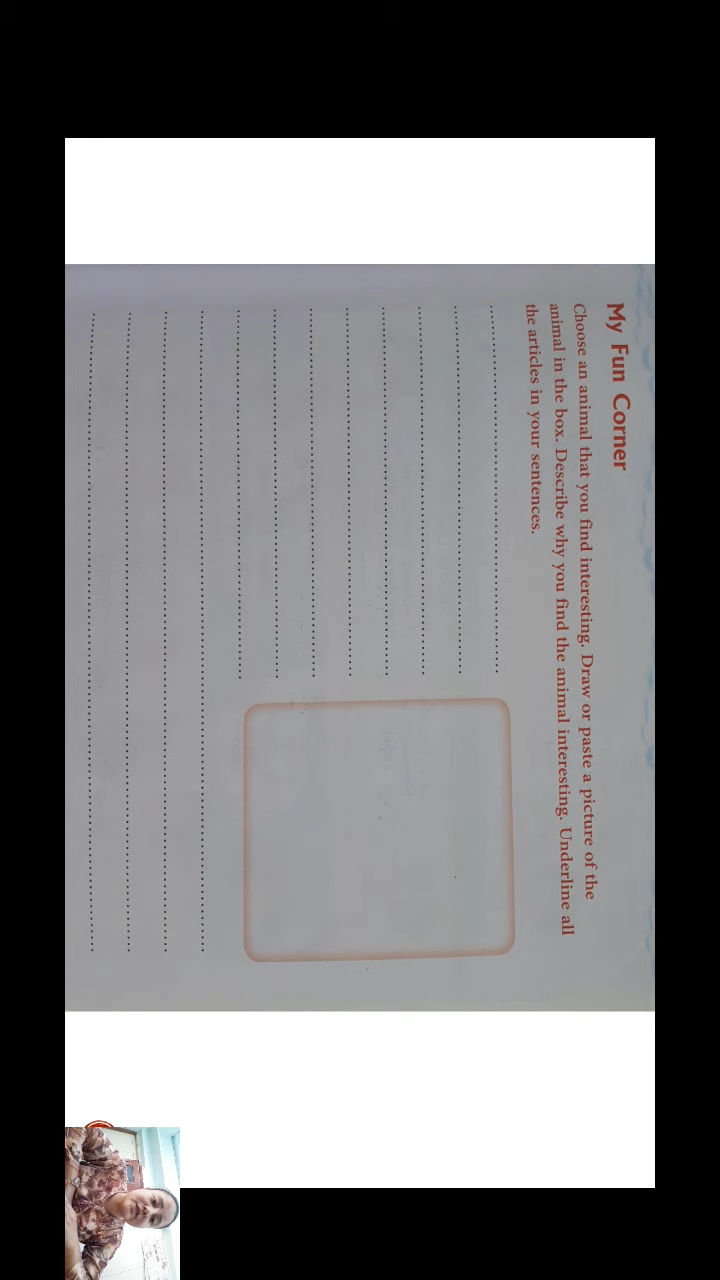 My Fun Corner
Choose an animal that you find interesting. Draw or paste a picture of the
animal in the box. Describe why you find the animal interesting. Underline all
the articles in your sentences.